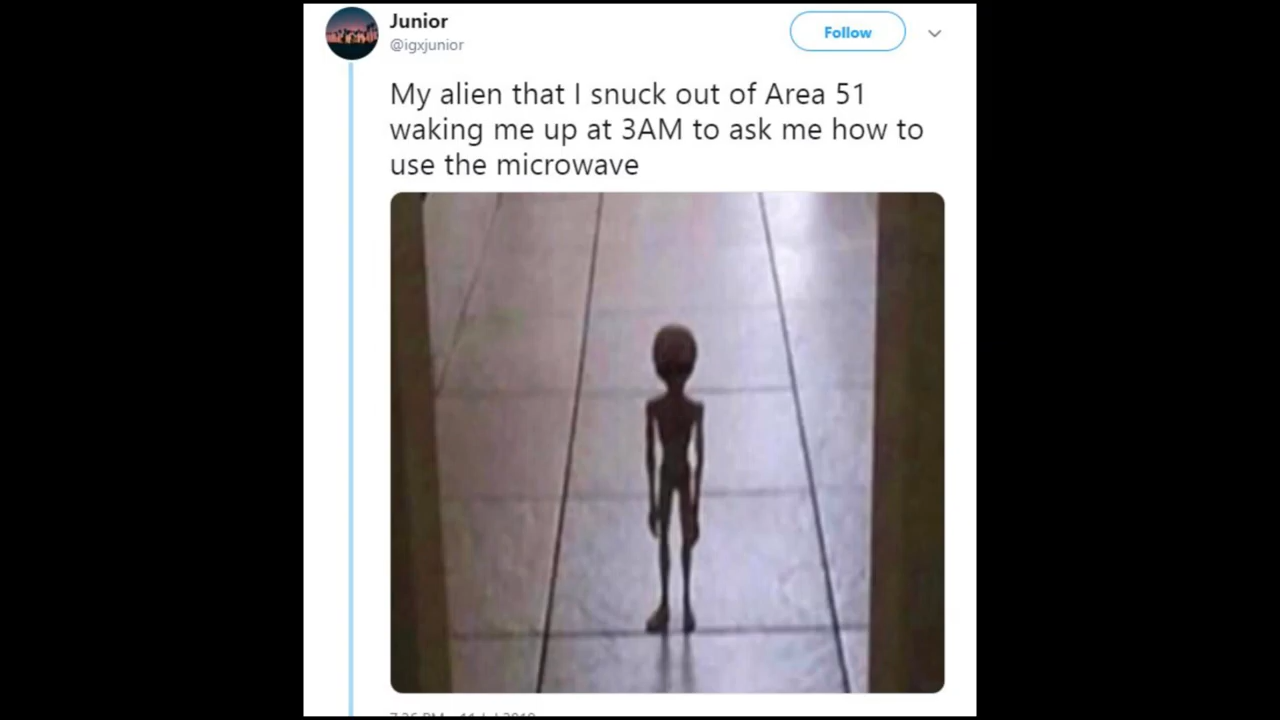 Junior
@igxjunior
Follow
My alien that I snuck out of Area 51
waking me up at 3AM to ask me how to
use the microwave